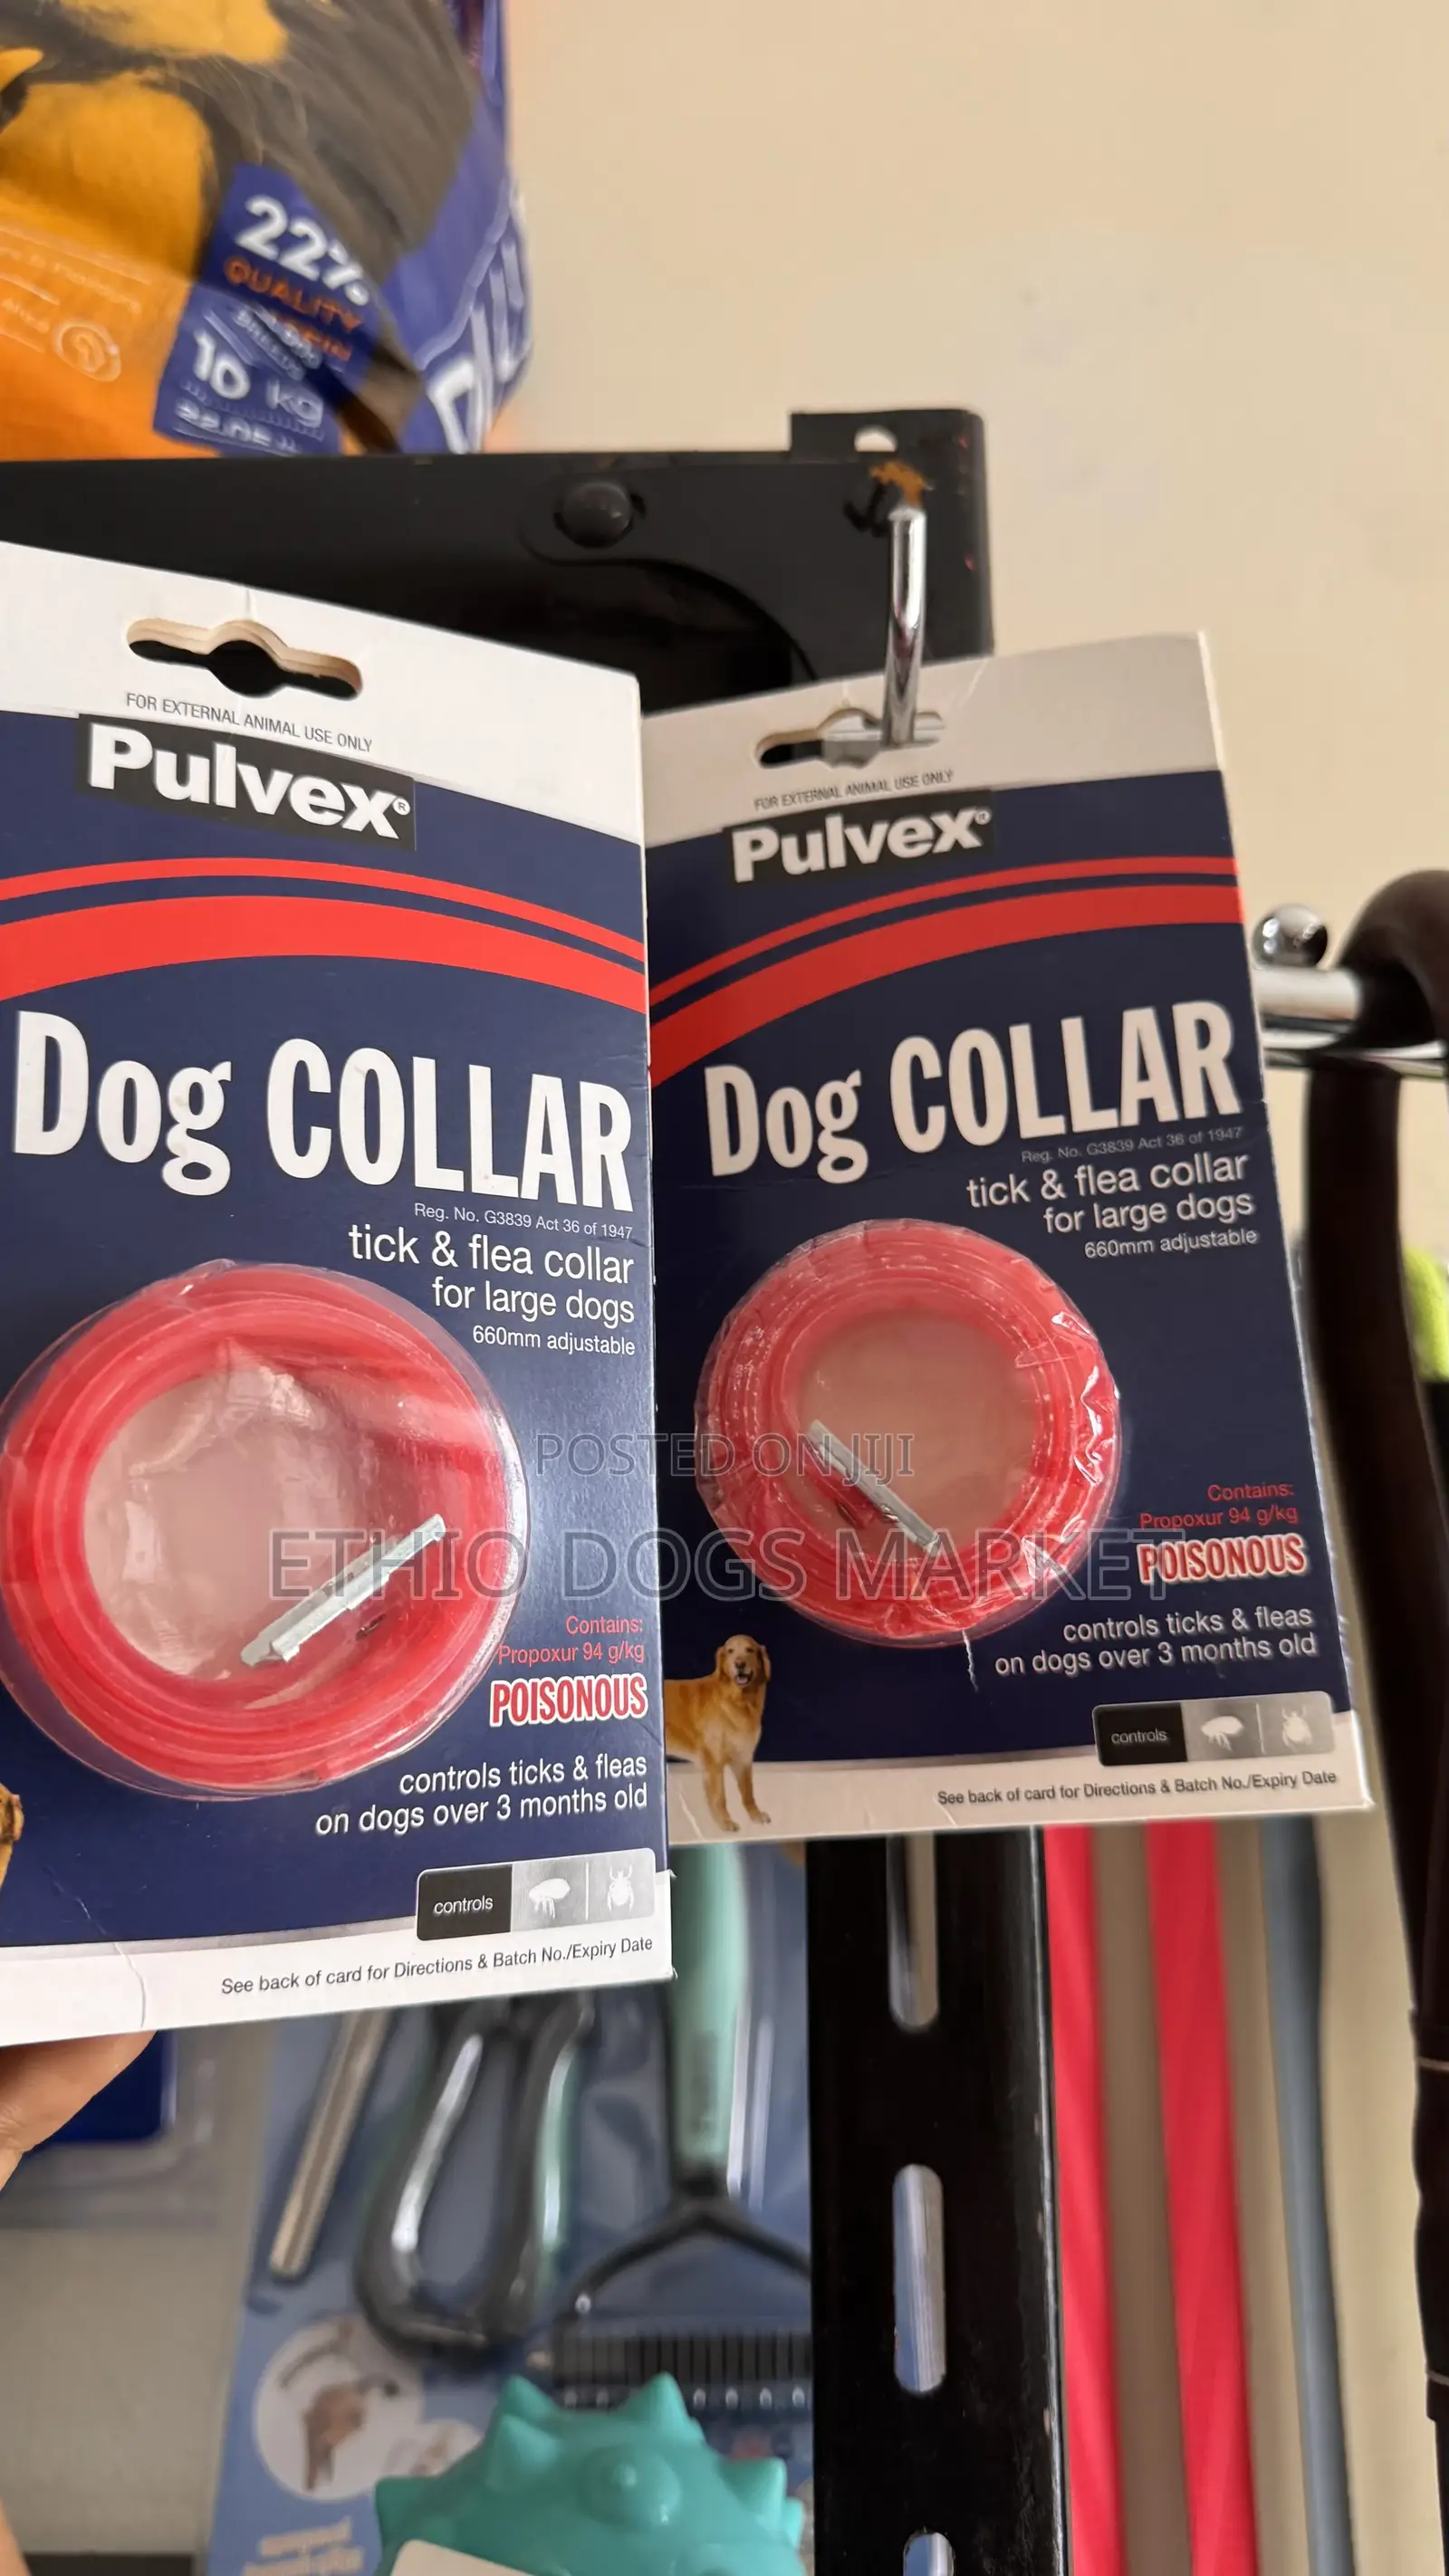 22%
QUALITY
10 kg
FOR EXTERNAL ANIMAL USE ONLY
Pulvex®
Dog COLLAR
Reg. No. G3839 Act 36 of 1947
tick & flea collar
for large dogs
660mm adjustable
Contains:
Propoxur 94 g/kg
POISONOUS
controls ticks & fleas
on dogs over 3 months old
controls
See back of card for Directions & Batch No./Expiry Date
FOR EXTERNAL ANIMAL USE ONLY
Pulvex®
Dog COLLAR
Reg. No. G3839 Act 36 of 1947
tick & flea collar
for large dogs
660mm adjustable
Contains:
Propoxur 94 g/kg
POISONOUS
controls ticks & fleas
on dogs over 3 months old
controls
See back of card for Directions & Batch No./Expiry Date
POSTED ON JIJI
ETHIO DOGS MARKET